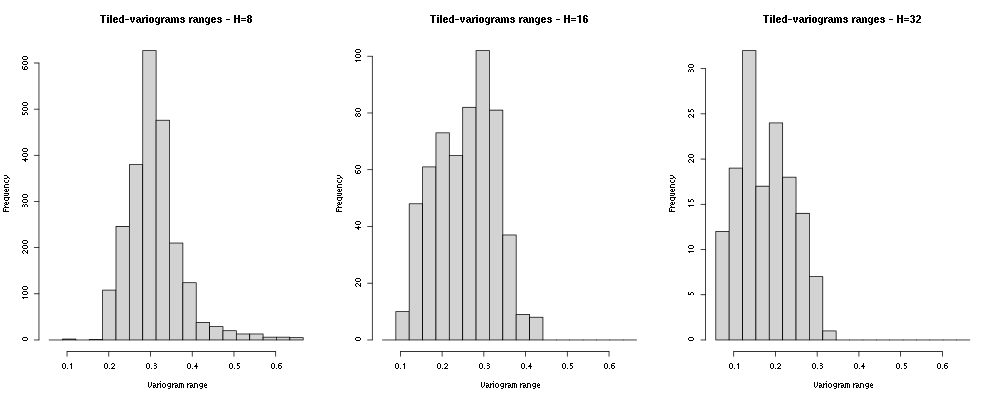 Tiled-variograms ranges - H=8
Frequency
0
100
200
300
400
500
600
0.1 0.2 0.3 0.4 0.5 0.6
Variogram range
Tiled-variograms ranges - H=16
Frequency
0
20
40
60
80
100
0.1 0.2 0.3 0.4 0.5 0.6
Variogram range
Tiled-variograms ranges - H=32
Frequency
0
5
10
15
20
25
30
0.1 0.2 0.3 0.4 0.5 0.6
Variogram range